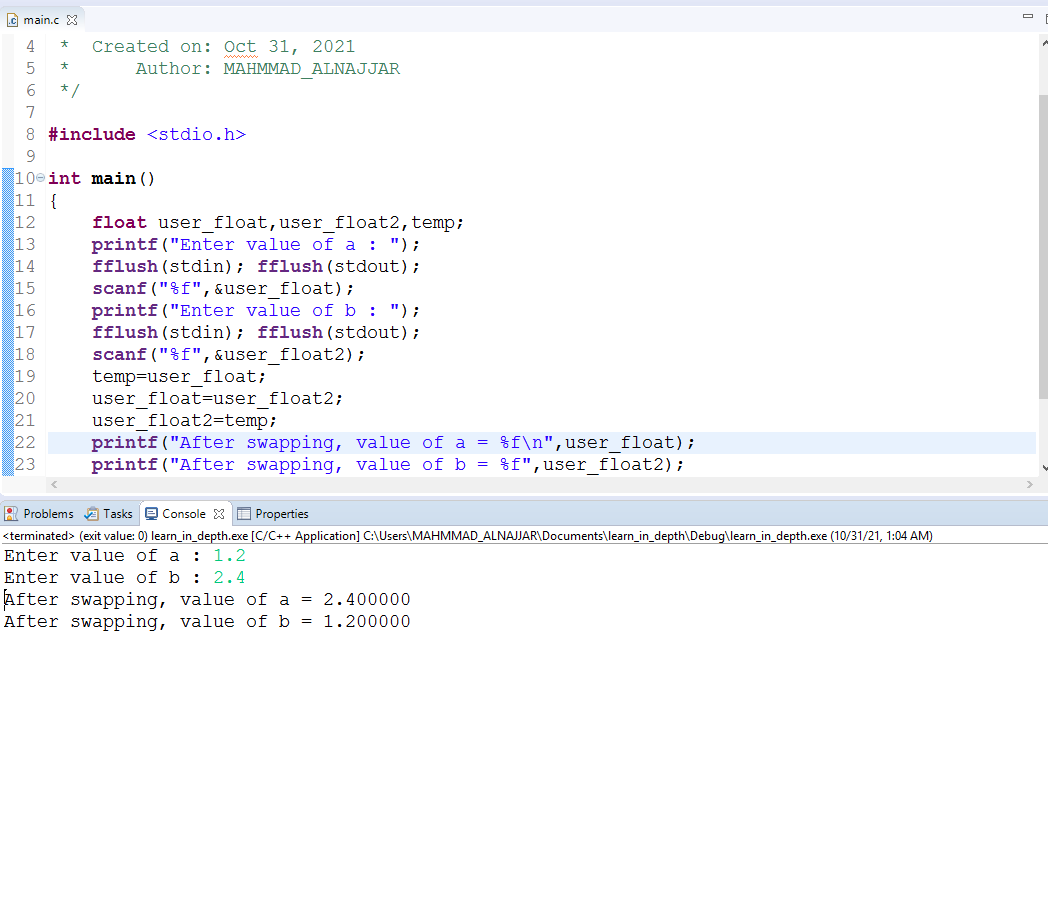 main.c
4 * Created on: Oct 31, 2021
5 * Author: MAHMMAD_ALNAJJAR
6 */
7
8 #include <stdio.h>
9
10 int main()
11 {
12 float user_float,user_float2,temp;
13 printf("Enter value of a : ");
14 fflush(stdin); fflush(stdout);
15 scanf("%f",&user_float);
16 printf("Enter value of b : ");
17 fflush(stdin); fflush(stdout);
18 scanf("%f",&user_float2);
19 temp=user_float;
20 user_float=user_float2;
21 user_float2=temp;
22 printf("After swapping, value of a = %f\n",user_float);
23 printf("After swapping, value of b = %f",user_float2);
Problems Tasks Console Properties
<terminated> (exit value: 0) learn_in_depth.exe [C/C++ Application] C:\Users\MAHMMAD_ALNAJJAR\Documents\learn_in_depth\Debug\learn_in_depth.exe (10/31/21, 1:04 AM)
Enter value of a : 1.2
Enter value of b : 2.4
After swapping, value of a = 2.400000
After swapping, value of b = 1.200000